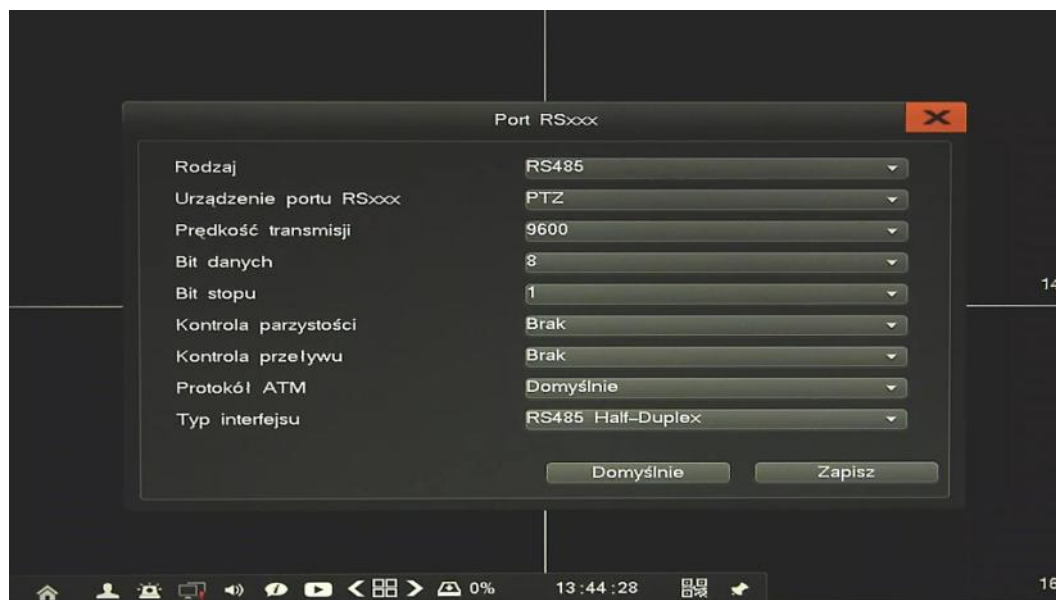 Port RSxxx
Rodzaj RS485
Urządzenie portu RSxxx PTZ
Prędkość transmisji 9600
Bit danych 8
Bit stopu 1
Kontrola parzystości Brak
Kontrola przeływu Brak
Protokół ATM Domyślnie
Typ interfejsu RS485 Half-Duplex
Domyślnie Zapisz
14
0% 13:44:28
16